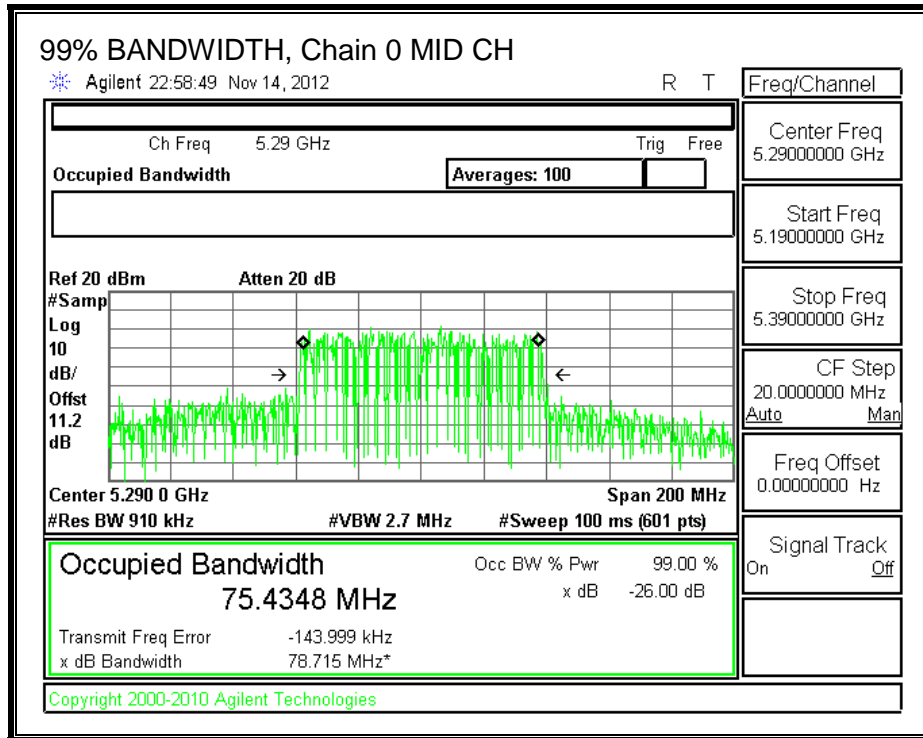 99% BANDWIDTH, Chain 0 MID CH
Agilent 22:58:49 Nov 14, 2012 R T
Freq/Channel
Ch Freq 5.29 GHz Trig Free
Occupied Bandwidth Averages: 100
Center Freq
5.29000000 GHz
Start Freq
5.19000000 GHz
Stop Freq
5.39000000 GHz
CF Step
20.0000000 MHz
Auto Man
Freq Offset
0.00000000 Hz
Signal Track
On Off
Ref 20 dBm Atten 20 dB
#Samp
Log
10
dB/
Offst
11.2
dB
Center 5.290 0 GHz Span 200 MHz
#Res BW 910 kHz #VBW 2.7 MHz #Sweep 100 ms (601 pts)
Occupied Bandwidth Occ BW % Pwr 99.00 %
75.4348 MHz x dB -26.00 dB
Transmit Freq Error -143.999 kHz
x dB Bandwidth 78.715 MHz*
Copyright 2000-2010 Agilent Technologies